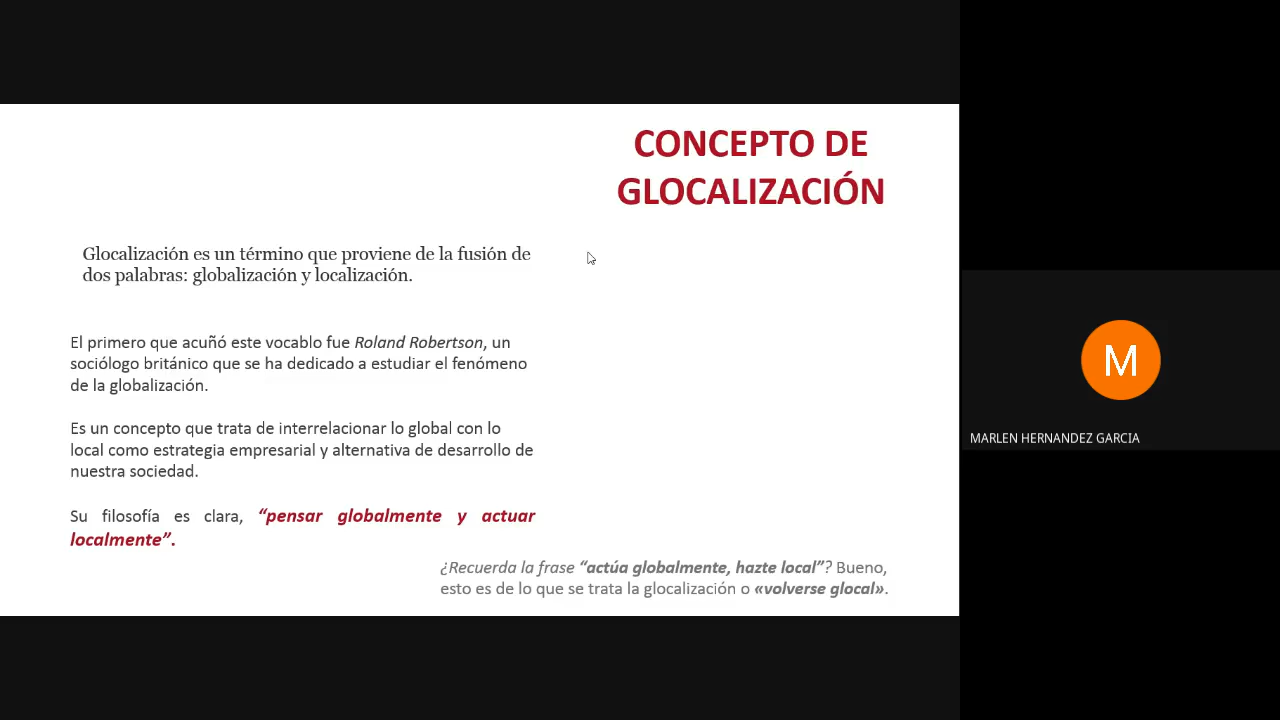 CONCEPTO DE
GLOCALIZACIÓN
Glocalización es un término que proviene de la fusión de
dos palabras: globalización y localización.
El primero que acuñó este vocablo fue Roland Robertson, un
sociólogo británico que se ha dedicado a estudiar el fenómeno
de la globalización.
Es un concepto que trata de interrelacionar lo global con lo
local como estrategia empresarial y alternativa de desarrollo de
nuestra sociedad.
Su filosofía es clara, “pensar globalmente y actuar
localmente”.
¿Recuerda la frase “actúa globalmente, hazte local”? Bueno,
esto es de lo que se trata la glocalización o «volverse glocal».
M
MARLEN HERNANDEZ GARCIA